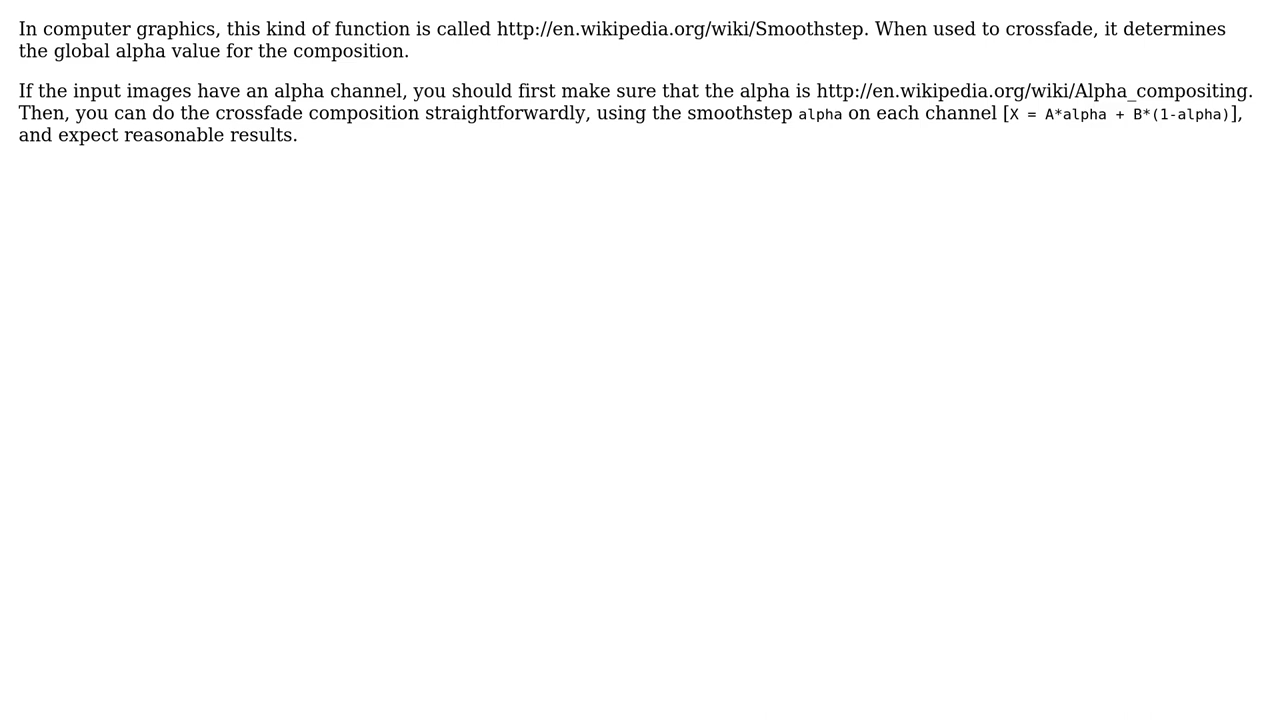 In computer graphics, this kind of function is called http://en.wikipedia.org/wiki/Smoothstep. When used to crossfade, it determines
the global alpha value for the composition.
If the input images have an alpha channel, you should first make sure that the alpha is http://en.wikipedia.org/wiki/Alpha_compositing.
Then, you can do the crossfade composition straightforwardly, using the smoothstep alpha on each channel [X = A*alpha + B*(1-alpha)],
and expect reasonable results.